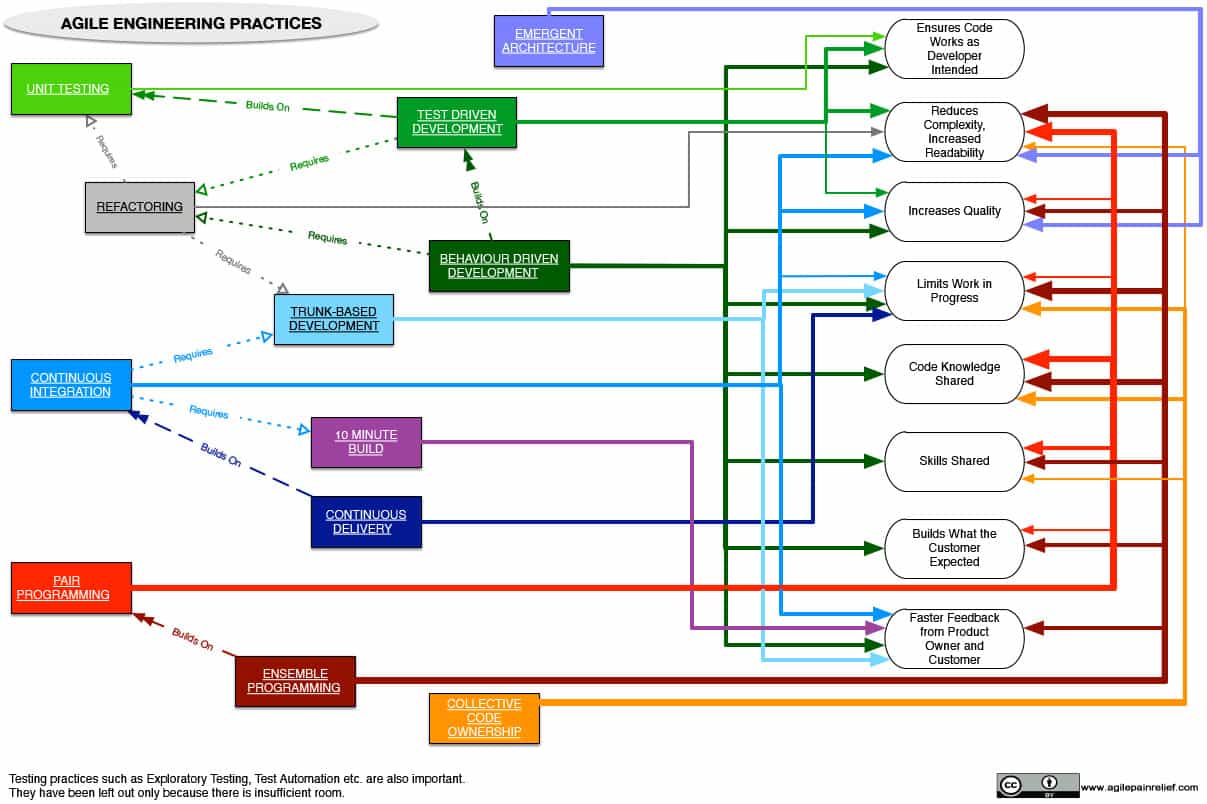 AGILE ENGINEERING PRACTICES
EMERGENT
ARCHITECTURE
UNIT TESTING
Builds On
TEST DRIVEN
DEVELOPMENT
Requires
Requires
REFACTORING
Builds On
Requires
Requires
BEHAVIOUR DRIVEN
DEVELOPMENT
TRUNK-BASED
DEVELOPMENT
Requires
CONTINUOUS
INTEGRATION
Requires
10 MINUTE
BUILD
Builds On
CONTINUOUS
DELIVERY
PAIR
PROGRAMMING
Builds On
ENSEMBLE
PROGRAMMING
COLLECTIVE
CODE
OWNERSHIP
Ensures Code
Works as
Developer
Intended
Reduces
Complexity,
Increased
Readability
Increases Quality
Limits Work in
Progress
Code Knowledge
Shared
Skills Shared
Builds What the
Customer
Expected
Faster Feedback
from Product
Owner and
Customer
Testing practices such as Exploratory Testing, Test Automation etc. are also important.
They have been left out only because there is insufficient room.
cc
BY
www.agilepainrelief.com